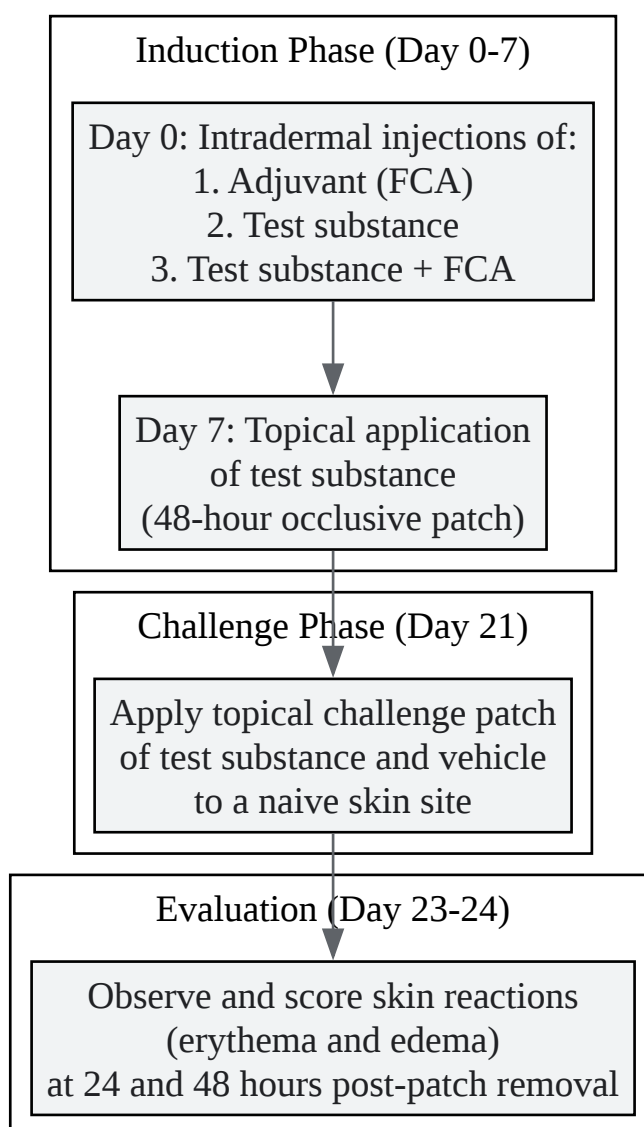 Induction Phase (Day 0-7)
Day 0: Intradermal injections of:
1. Adjuvant (FCA)
2. Test substance
3. Test substance + FCA
Day 7: Topical application
of test substance
(48-hour occlusive patch)
Challenge Phase (Day 21)
Apply topical challenge patch
of test substance and vehicle
to a naive skin site
Evaluation (Day 23-24)
Observe and score skin reactions
(erythema and edema)
at 24 and 48 hours post-patch removal